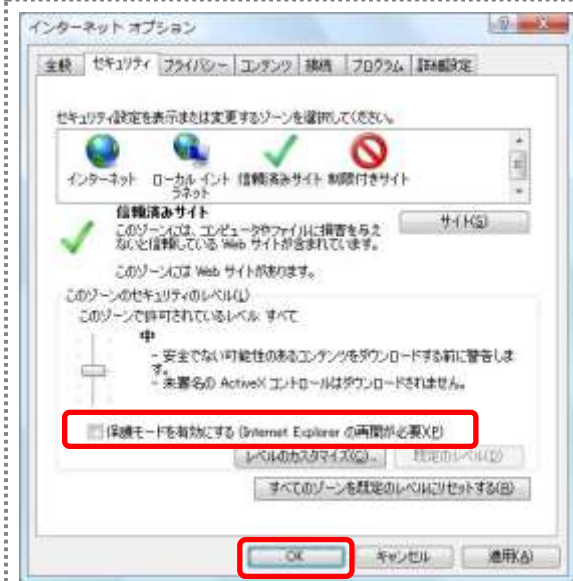 インターネット オプション
全般 セキュリティ プライバシー コンテンツ 接続 プログラム 詳細設定
セキュリティ設定を表示または変更するゾーンを選択してください。
インターネット ローカル イントラネット 信頼済みサイト 制限付きサイト
信頼済みサイト
サイト(S)
このゾーンには、コンピュータやファイルに損害を与え
ないと信頼している Web サイトが含まれています。
このゾーンには Web サイトがあります。
このゾーンのセキュリティのレベル(L)
このゾーンで許可されているレベル: すべて
中
- 安全でない可能性のあるコンテンツをダウンロードする前に警告しま
す。
- 未署名の ActiveX コントロールはダウンロードされません。
保護モードを有効にする (Internet Explorer の再開が必要)(P)
レベルのカスタマイズ(C)... 既定のレベル(D)
すべてのゾーンを既定のレベルにリセットする(R)
OK キャンセル 適用(A)